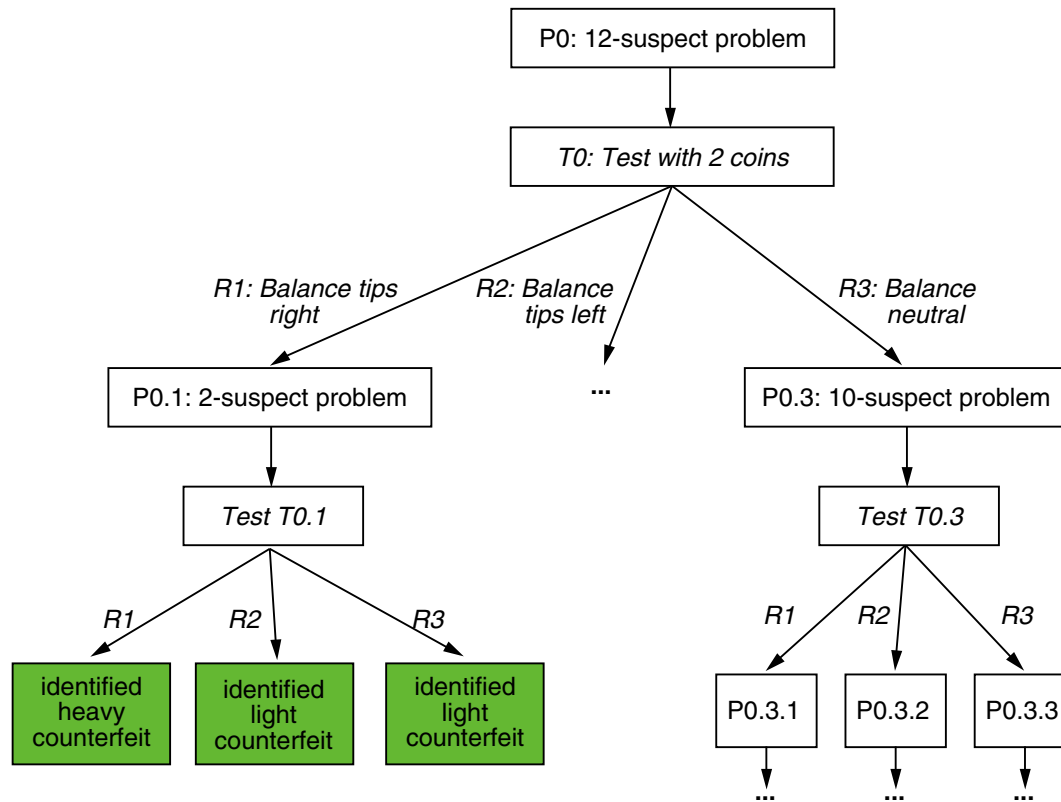 P0: 12-suspect problem
T0: Test with 2 coins
R1: Balance tips
right
R2: Balance
tips left
R3: Balance
neutral
P0.1: 2-suspect problem
...
P0.3: 10-suspect problem
Test T0.1
Test T0.3
R1
R2
R3
R1
R2
R3
identified
heavy
counterfeit
identified
light
counterfeit
identified
light
counterfeit
P0.3.1
P0.3.2
P0.3.3
...
...
...